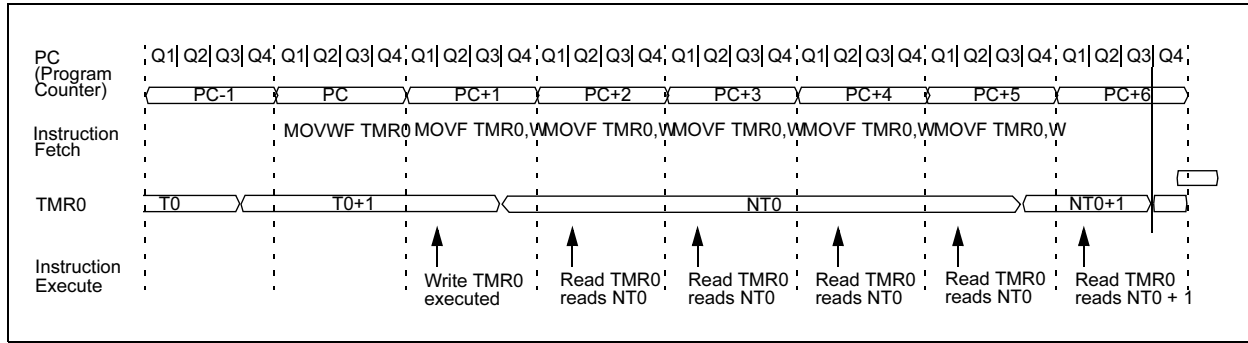 PC
(Program
Counter)
Q1 Q2 Q3 Q4 Q1 Q2 Q3 Q4 Q1 Q2 Q3 Q4 Q1 Q2 Q3 Q4 Q1 Q2 Q3 Q4 Q1 Q2 Q3 Q4 Q1 Q2 Q3 Q4 Q1 Q2 Q3 Q4
PC-1 PC PC+1 PC+2 PC+3 PC+4 PC+5 PC+6
Instruction
Fetch
MOVWF TMR0 MOVF TMR0,W MOVF TMR0,W MOVF TMR0,W MOVF TMR0,W MOVF TMR0,W
TMR0
T0 T0+1 NT0 NT0+1
Instruction
Execute
Write TMR0
executed
Read TMR0
reads NT0
Read TMR0
reads NT0
Read TMR0
reads NT0
Read TMR0
reads NT0
Read TMR0
reads NT0 + 1